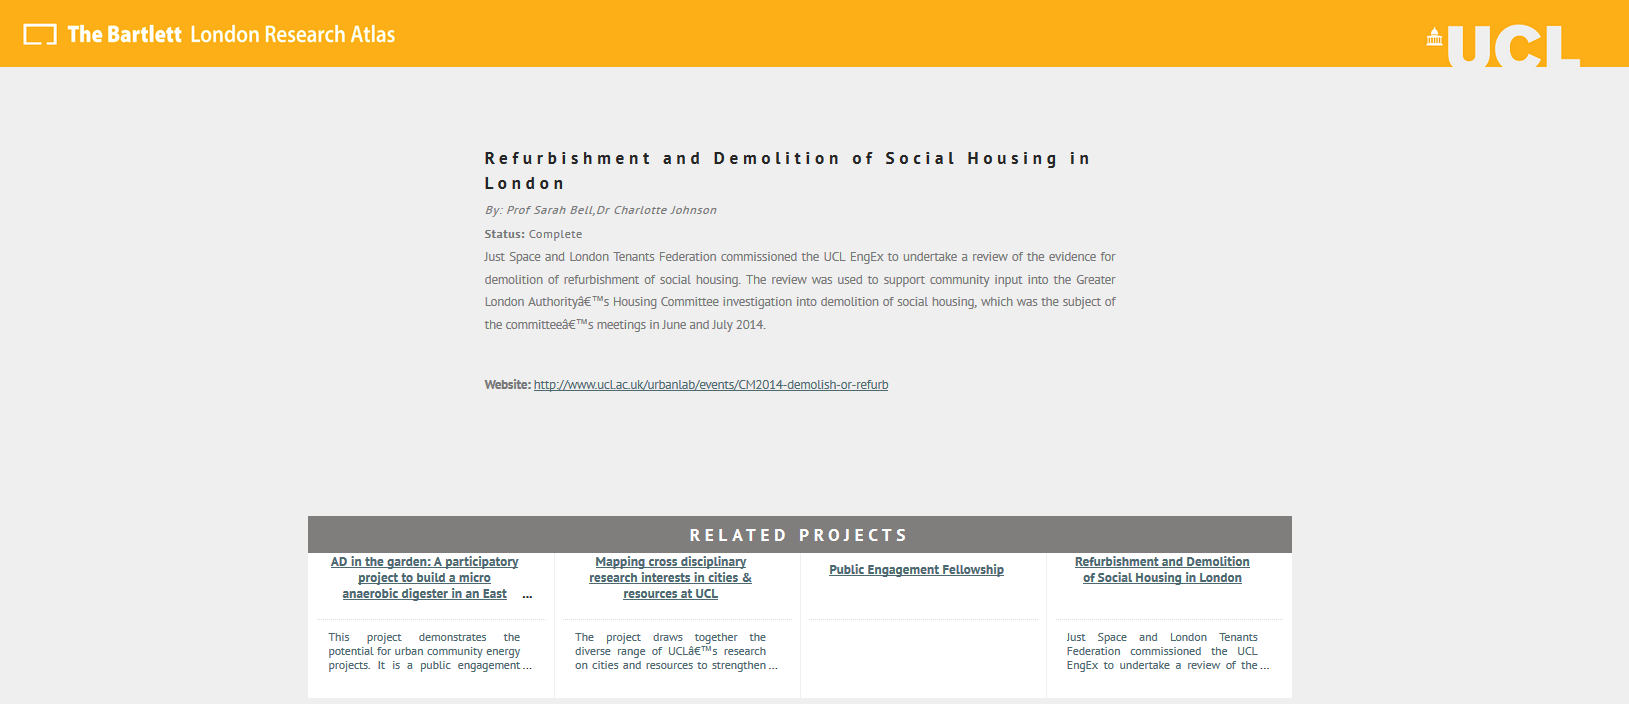 The Bartlett London Research Atlas
UCL
Refurbishment and Demolition of Social Housing in
London
By: Prof Sarah Bell,Dr Charlotte Johnson
Status: Complete
Just Space and London Tenants Federation commissioned the UCL EngEx to undertake a review of the evidence for
demolition of refurbishment of social housing. The review was used to support community input into the Greater
London Authorityâ€™s Housing Committee investigation into demolition of social housing, which was the subject of
the committeeâ€™s meetings in June and July 2014.
Website: http://www.ucl.ac.uk/urbanlab/events/CM2014-demolish-or-refurb
RELATED PROJECTS
AD in the garden: A participatory
project to build a micro
anaerobic digester in an East ...
This project demonstrates the
potential for urban community energy
projects. It is a public engagement ...
Mapping cross disciplinary
research interests in cities &
resources at UCL
The project draws together the
diverse range of UCLâ€™s research
on cities and resources to strengthen ...
Public Engagement Fellowship
Refurbishment and Demolition
of Social Housing in London
Just Space and London Tenants
Federation commissioned the UCL
EngEx to undertake a review of the ...